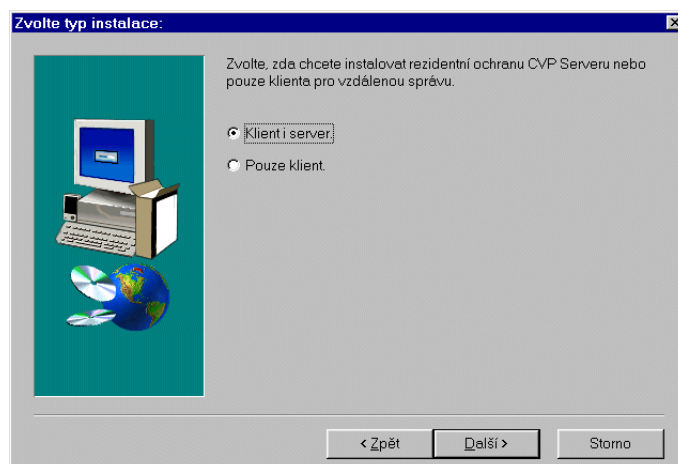 Zvolte typ instalace:
Zvolte, zda chcete instalovat rezidentní ochranu CVP Serveru nebo
pouze klienta pro vzdálenou správu.
Klient i server.
Pouze klient.
< Zpět
Další >
Storno